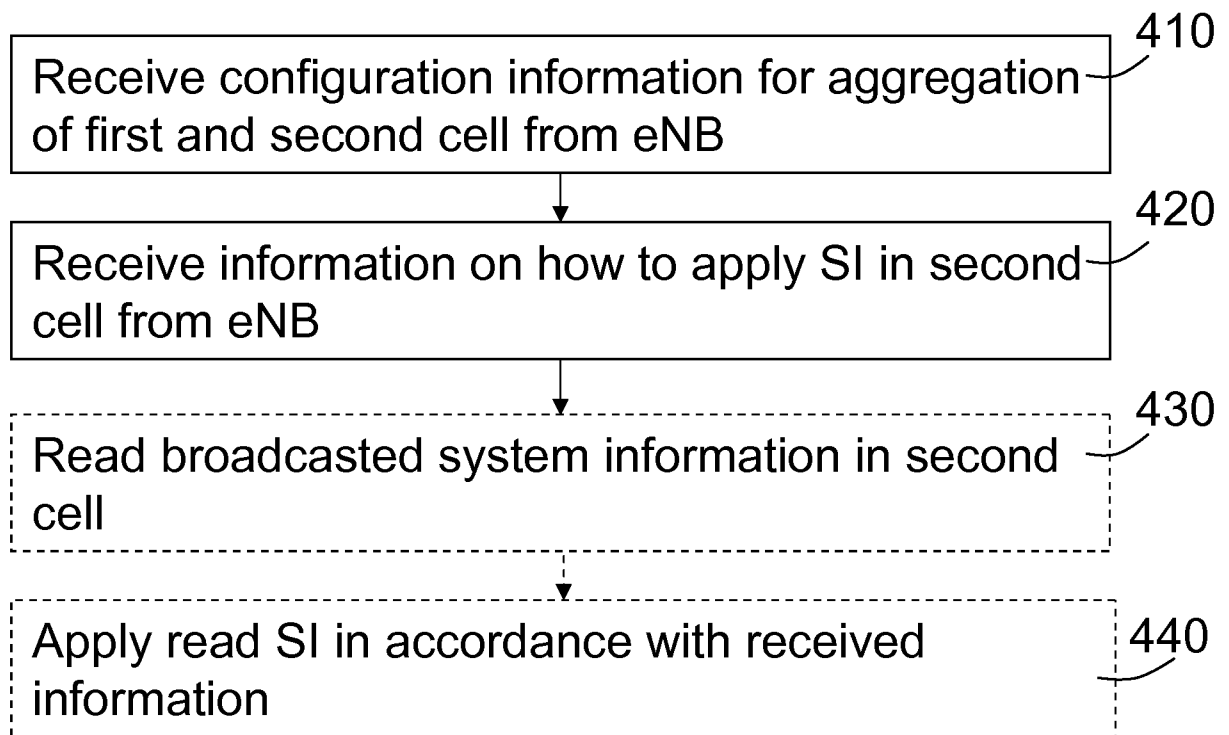 410
Receive configuration information for aggregation
of first and second cell from eNB
420
Receive information on how to apply SI in second
cell from eNB
430
Read broadcasted system information in second
cell
440
Apply read SI in accordance with received
information